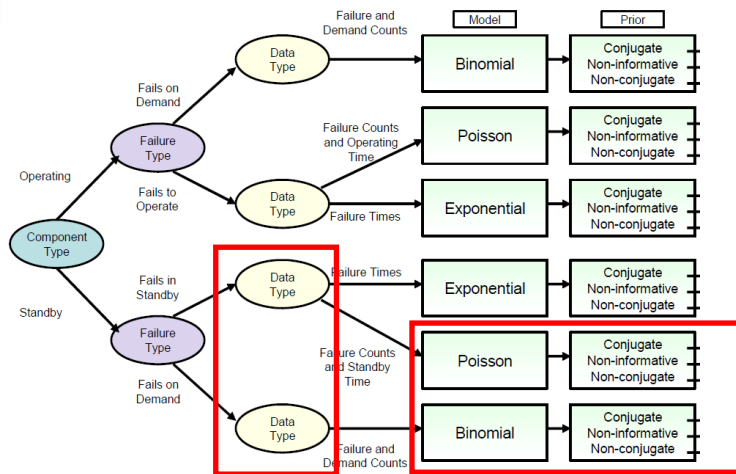 Failure and
Demand Counts
Model
Prior
Data
Type
Binomial
Conjugate
Non-informative
Non-conjugate
Fails on
Demand
Failure
Type
Failure Counts
and Operating
Time
Poisson
Conjugate
Non-informative
Non-conjugate
Operating
Fails to
Operate
Data
Type
Failure Times
Exponential
Conjugate
Non-informative
Non-conjugate
Component
Type
Standby
Fails in
Standby
Data
Type
Failure Times
Exponential
Conjugate
Non-informative
Non-conjugate
Failure
Type
Failure Counts
and Standby
Time
Poisson
Conjugate
Non-informative
Non-conjugate
Fails on
Demand
Data
Type
Failure and
Demand Counts
Binomial
Conjugate
Non-informative
Non-conjugate